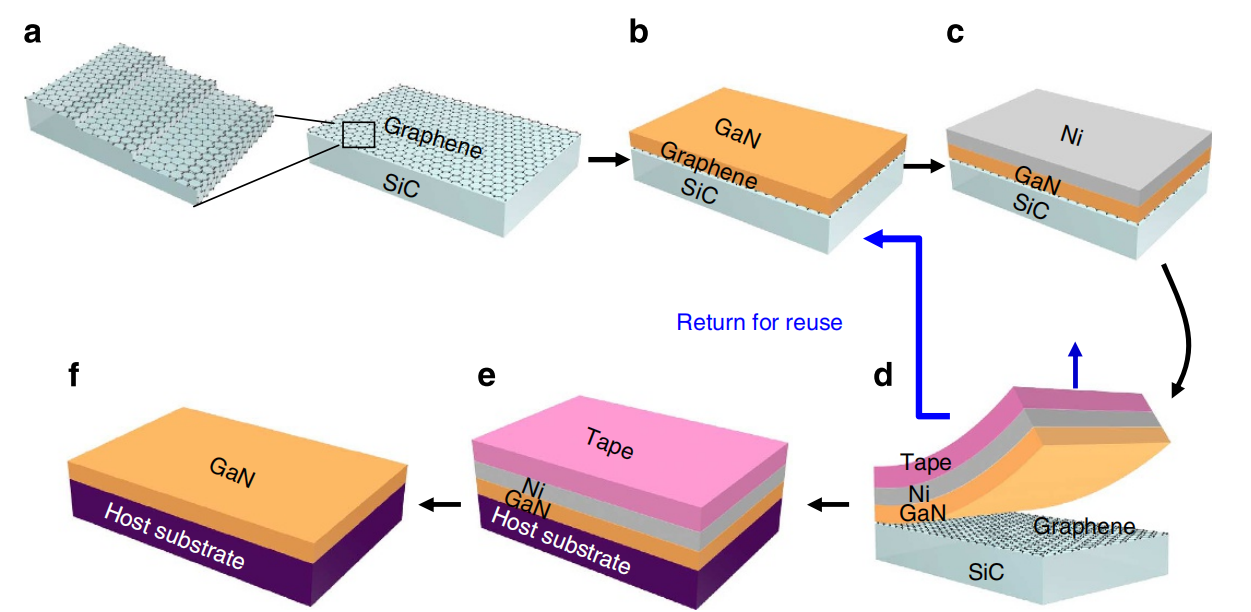 a
Graphene
SiC
b
GaN
Graphene
SiC
c
Ni
GaN
SiC
Return for reuse
d
Tape
Ni
GaN
Graphene
SiC
e
Tape
Ni
GaN
Host substrate
f
GaN
Host substrate